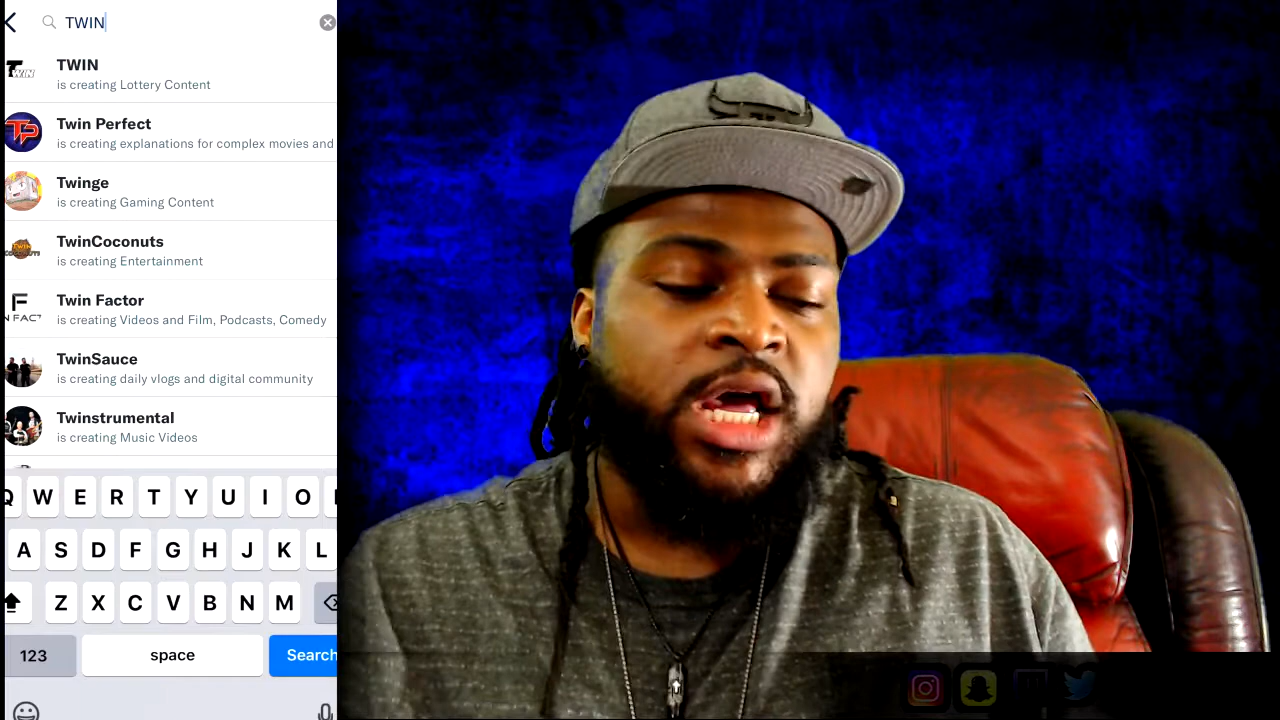 TWIN
TWIN
is creating Lottery Content
Twin Perfect
is creating explanations for complex movies and
Twinge
is creating Gaming Content
TwinCoconuts
is creating Entertainment
Twin Factor
is creating Videos and Film, Podcasts, Comedy
TwinSauce
is creating daily vlogs and digital community
Twinstrumental
is creating Music Videos
Q W E R T Y U I O
A S D F G H J K L
Z X C V B N M
123 space Search